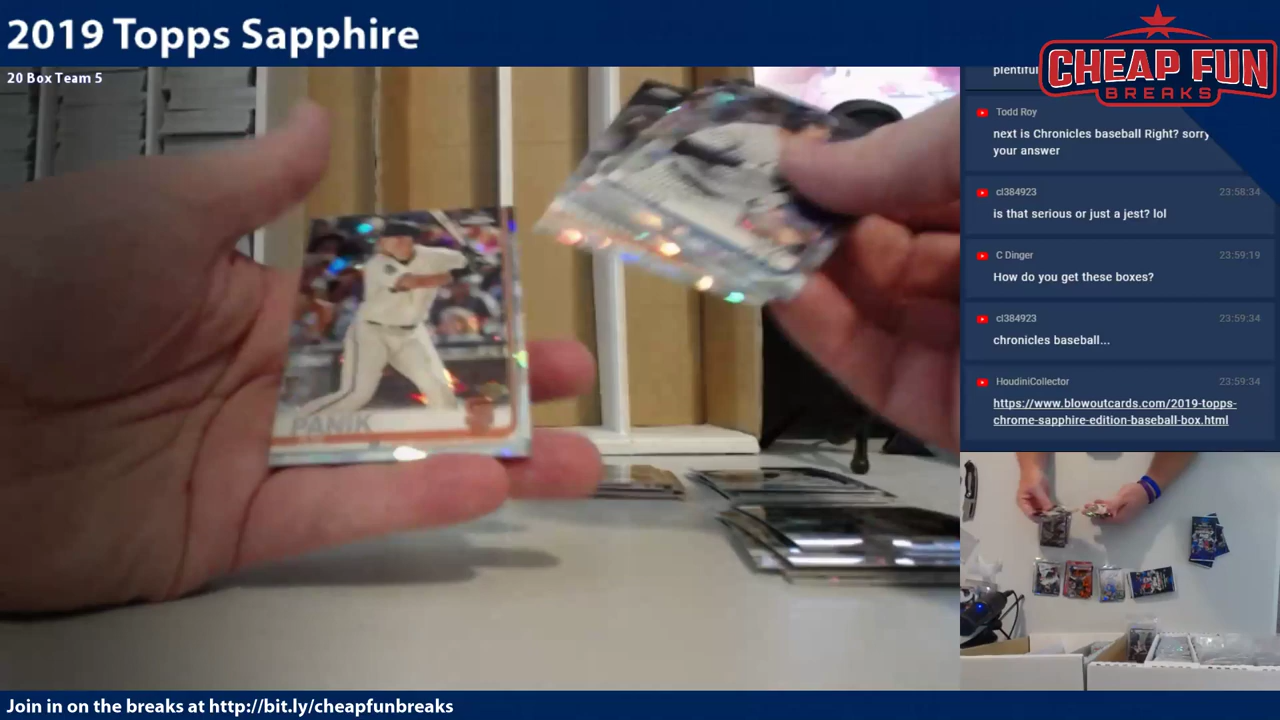 2019 Topps Sapphire
20 Box Team 5
CHEAP FUN
BREAKS
Todd Roy
next is Chronicles baseball Right? sorry
your answer
cl384923
23:58:34
is that serious or just a jest? lol
C Dinger
23:59:19
How do you get these boxes?
cl384923
23:59:34
chronicles baseball...
HoudiniCollector
23:59:34
https://www.blowoutcards.com/2019-topps-
chrome-sapphire-edition-baseball-box.html
PANIK
Join in on the breaks at http://bit.ly/cheapfunbreaks